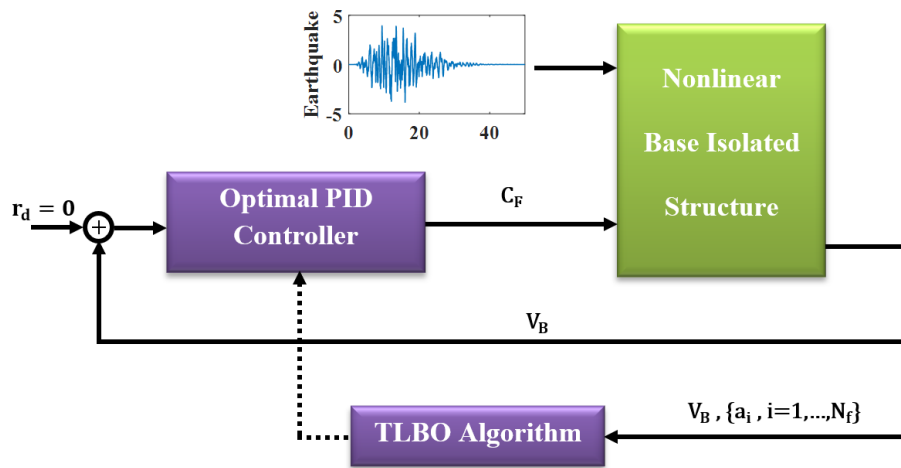 5
0
-5
Earthquake
0 20 40
Nonlinear
Base Isolated
Structure
Optimal PID
Controller
C_F
r_d = 0
+
V_B
V_B , {a_i , i=1,...,N_f}
TLBO Algorithm